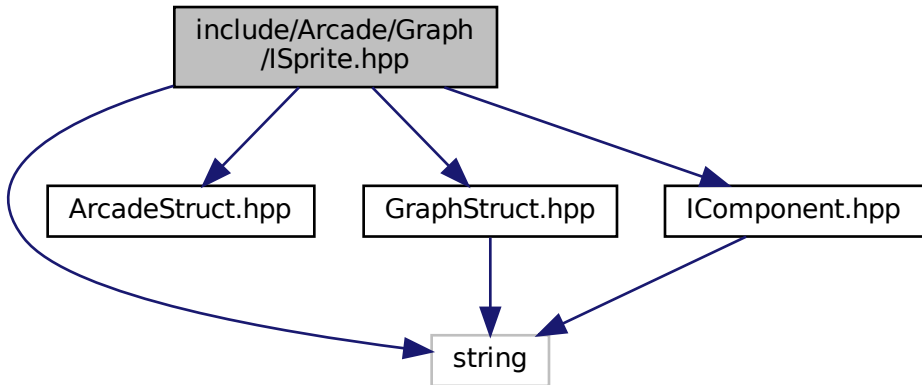 include/Arcade/Graph
/ISprite.hpp
ArcadeStruct.hpp
GraphStruct.hpp
IComponent.hpp
string